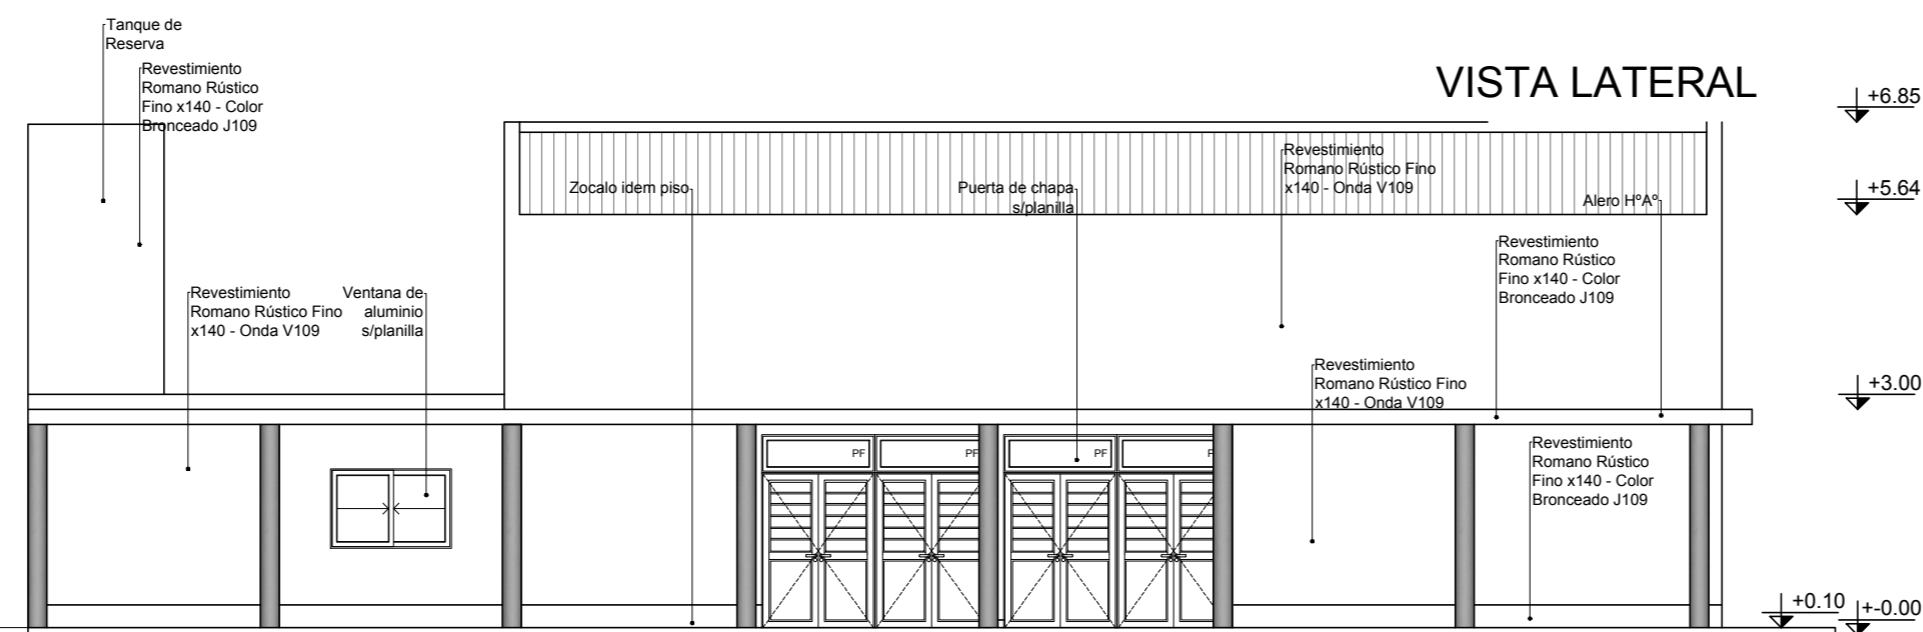 Tanque de
Reserva
Revestimiento
Romano Rústico
Fino x140 - Color
Bronceado J109
VISTA LATERAL
+6.85
Revestimiento
Romano Rústico Fino
x140 - Onda V109
Zocalo idem piso
Puerta de chapa
s/planilla
+5.64
Alero HºAº
Revestimiento
Romano Rústico
Fino x140 - Color
Bronceado J109
Revestimiento
Romano Rústico Fino
x140 - Onda V109
Ventana de
aluminio
s/planilla
Revestimiento
Romano Rústico Fino
x140 - Onda V109
+3.00
PF
PF
PF
Revestimiento
Romano Rústico
Fino x140 - Color
Bronceado J109
+0.10
+-0.00